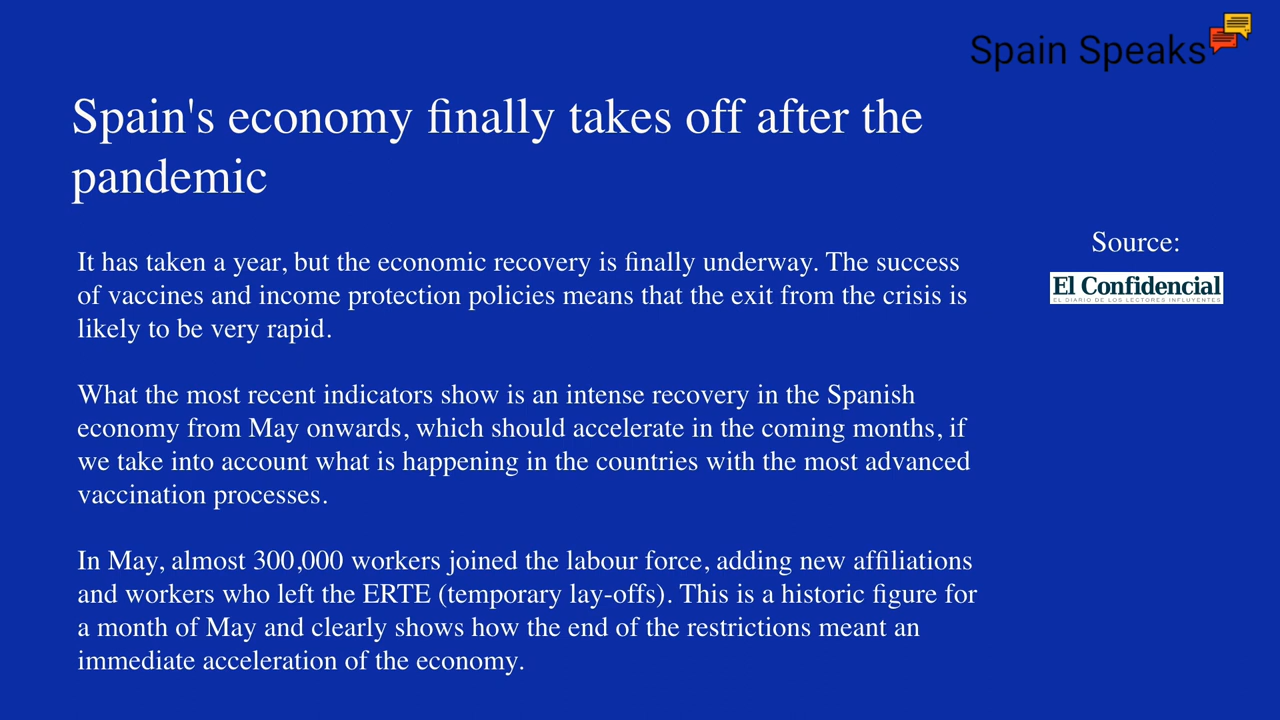 Spain Speaks
Spain's economy finally takes off after the
pandemic
Source:
El Confidencial
EL DIARIO DE LOS LECTORES INFLUYENTES
It has taken a year, but the economic recovery is finally underway. The success
of vaccines and income protection policies means that the exit from the crisis is
likely to be very rapid.
What the most recent indicators show is an intense recovery in the Spanish
economy from May onwards, which should accelerate in the coming months, if
we take into account what is happening in the countries with the most advanced
vaccination processes.
In May, almost 300,000 workers joined the labour force, adding new affiliations
and workers who left the ERTE (temporary lay-offs). This is a historic figure for
a month of May and clearly shows how the end of the restrictions meant an
immediate acceleration of the economy.